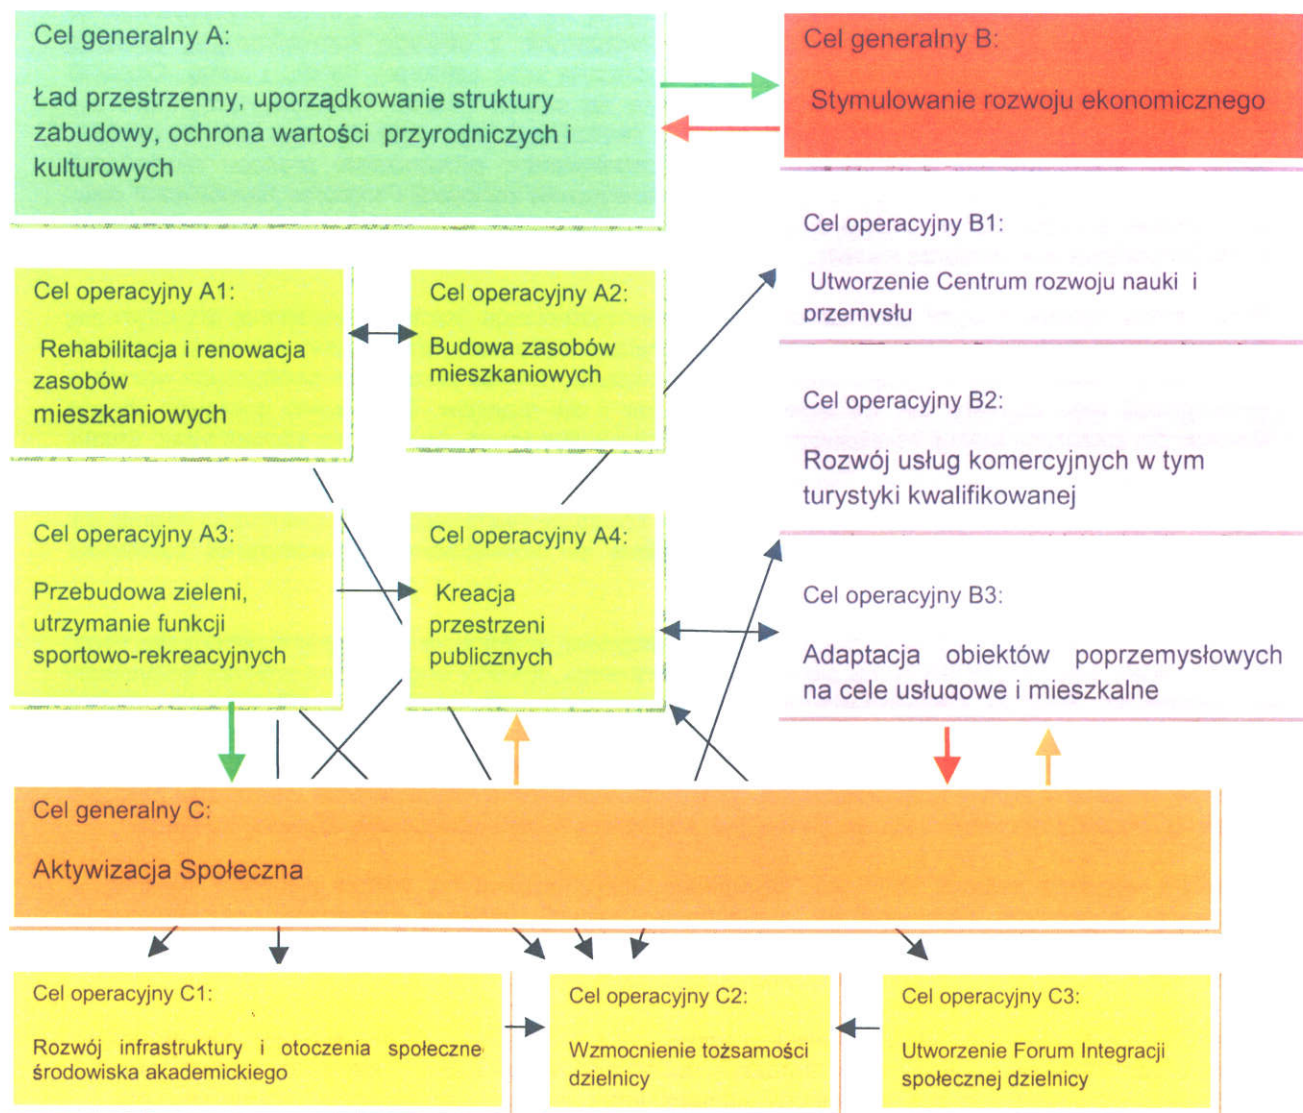 Cel generalny A:
Ład przestrzenny, uporządkowanie struktury
zabudowy, ochrona wartości przyrodniczych i
kulturowych
Cel generalny B:
Stymulowanie rozwoju ekonomicznego
Cel operacyjny B1:
Utworzenie Centrum rozwoju nauki i
przemysłu
Cel operacyjny A1:
Rehabilitacja i renowacja
zasobów
mieszkaniowych
Cel operacyjny A2:
Budowa zasobów
mieszkaniowych
Cel operacyjny B2:
Rozwój usług komercyjnych w tym
turystyki kwalifikowanej
Cel operacyjny A3:
Przebudowa zieleni,
utrzymanie funkcji
sportowo-rekreacyjnych
Cel operacyjny A4:
Kreacja
przestrzeni
publicznych
Cel operacyjny B3:
Adaptacja obiektów poprzemysłowych
na cele usługowe i mieszkalne
Cel generalny C:
Aktywizacja Społeczna
Cel operacyjny C1:
Rozwój infrastruktury i otoczenia społeczne
środowiska akademickiego
Cel operacyjny C2:
Wzmocnienie tożsamości
dzielnicy
Cel operacyjny C3:
Utworzenie Forum Integracji
społecznej dzielnicy